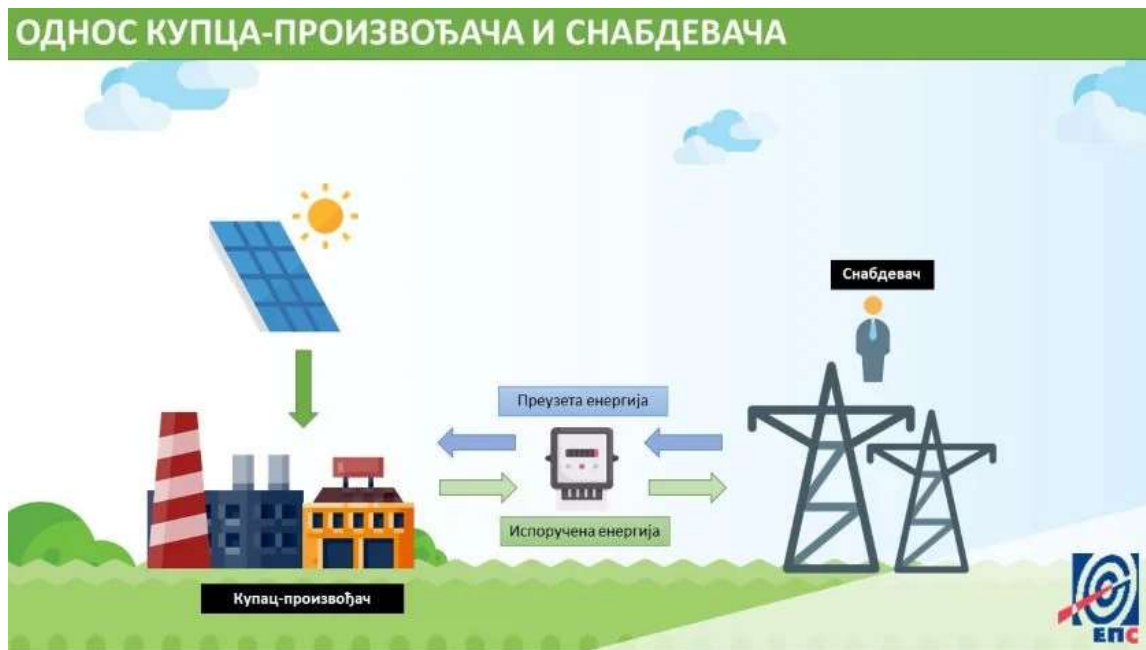 ОДНОС КУПЦА-ПРОИЗВОЂАЧА И СНАБДЕВАЧА
Снабдевач
Преузета енергија
Испоручена енергија
Купац-произвођач
ЕПС